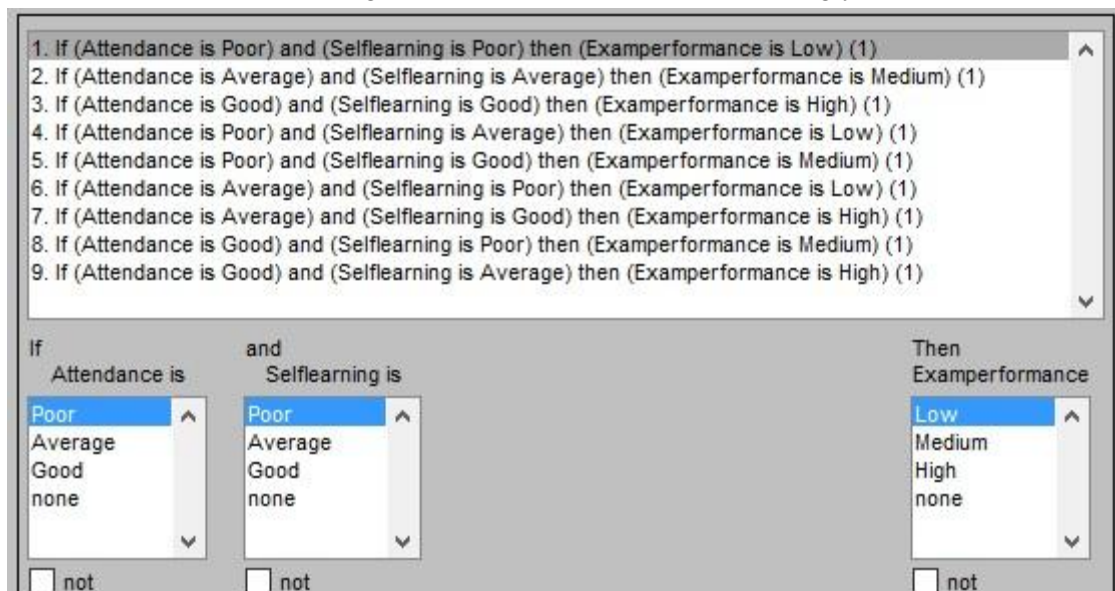 1. If (Attendance is Poor) and (Selflearning is Poor) then (Examperformance is Low) (1)
2. If (Attendance is Average) and (Selflearning is Average) then (Examperformance is Medium) (1)
3. If (Attendance is Good) and (Selflearning is Good) then (Examperformance is High) (1)
4. If (Attendance is Poor) and (Selflearning is Average) then (Examperformance is Low) (1)
5. If (Attendance is Poor) and (Selflearning is Good) then (Examperformance is Medium) (1)
6. If (Attendance is Average) and (Selflearning is Poor) then (Examperformance is Low) (1)
7. If (Attendance is Average) and (Selflearning is Good) then (Examperformance is High) (1)
8. If (Attendance is Good) and (Selflearning is Poor) then (Examperformance is Medium) (1)
9. If (Attendance is Good) and (Selflearning is Average) then (Examperformance is High) (1)
If
Attendance is
Poor
Average
Good
none
not
and
Selflearning is
Poor
Average
Good
none
not
Then
Examperformance
Low
Medium
High
none
not